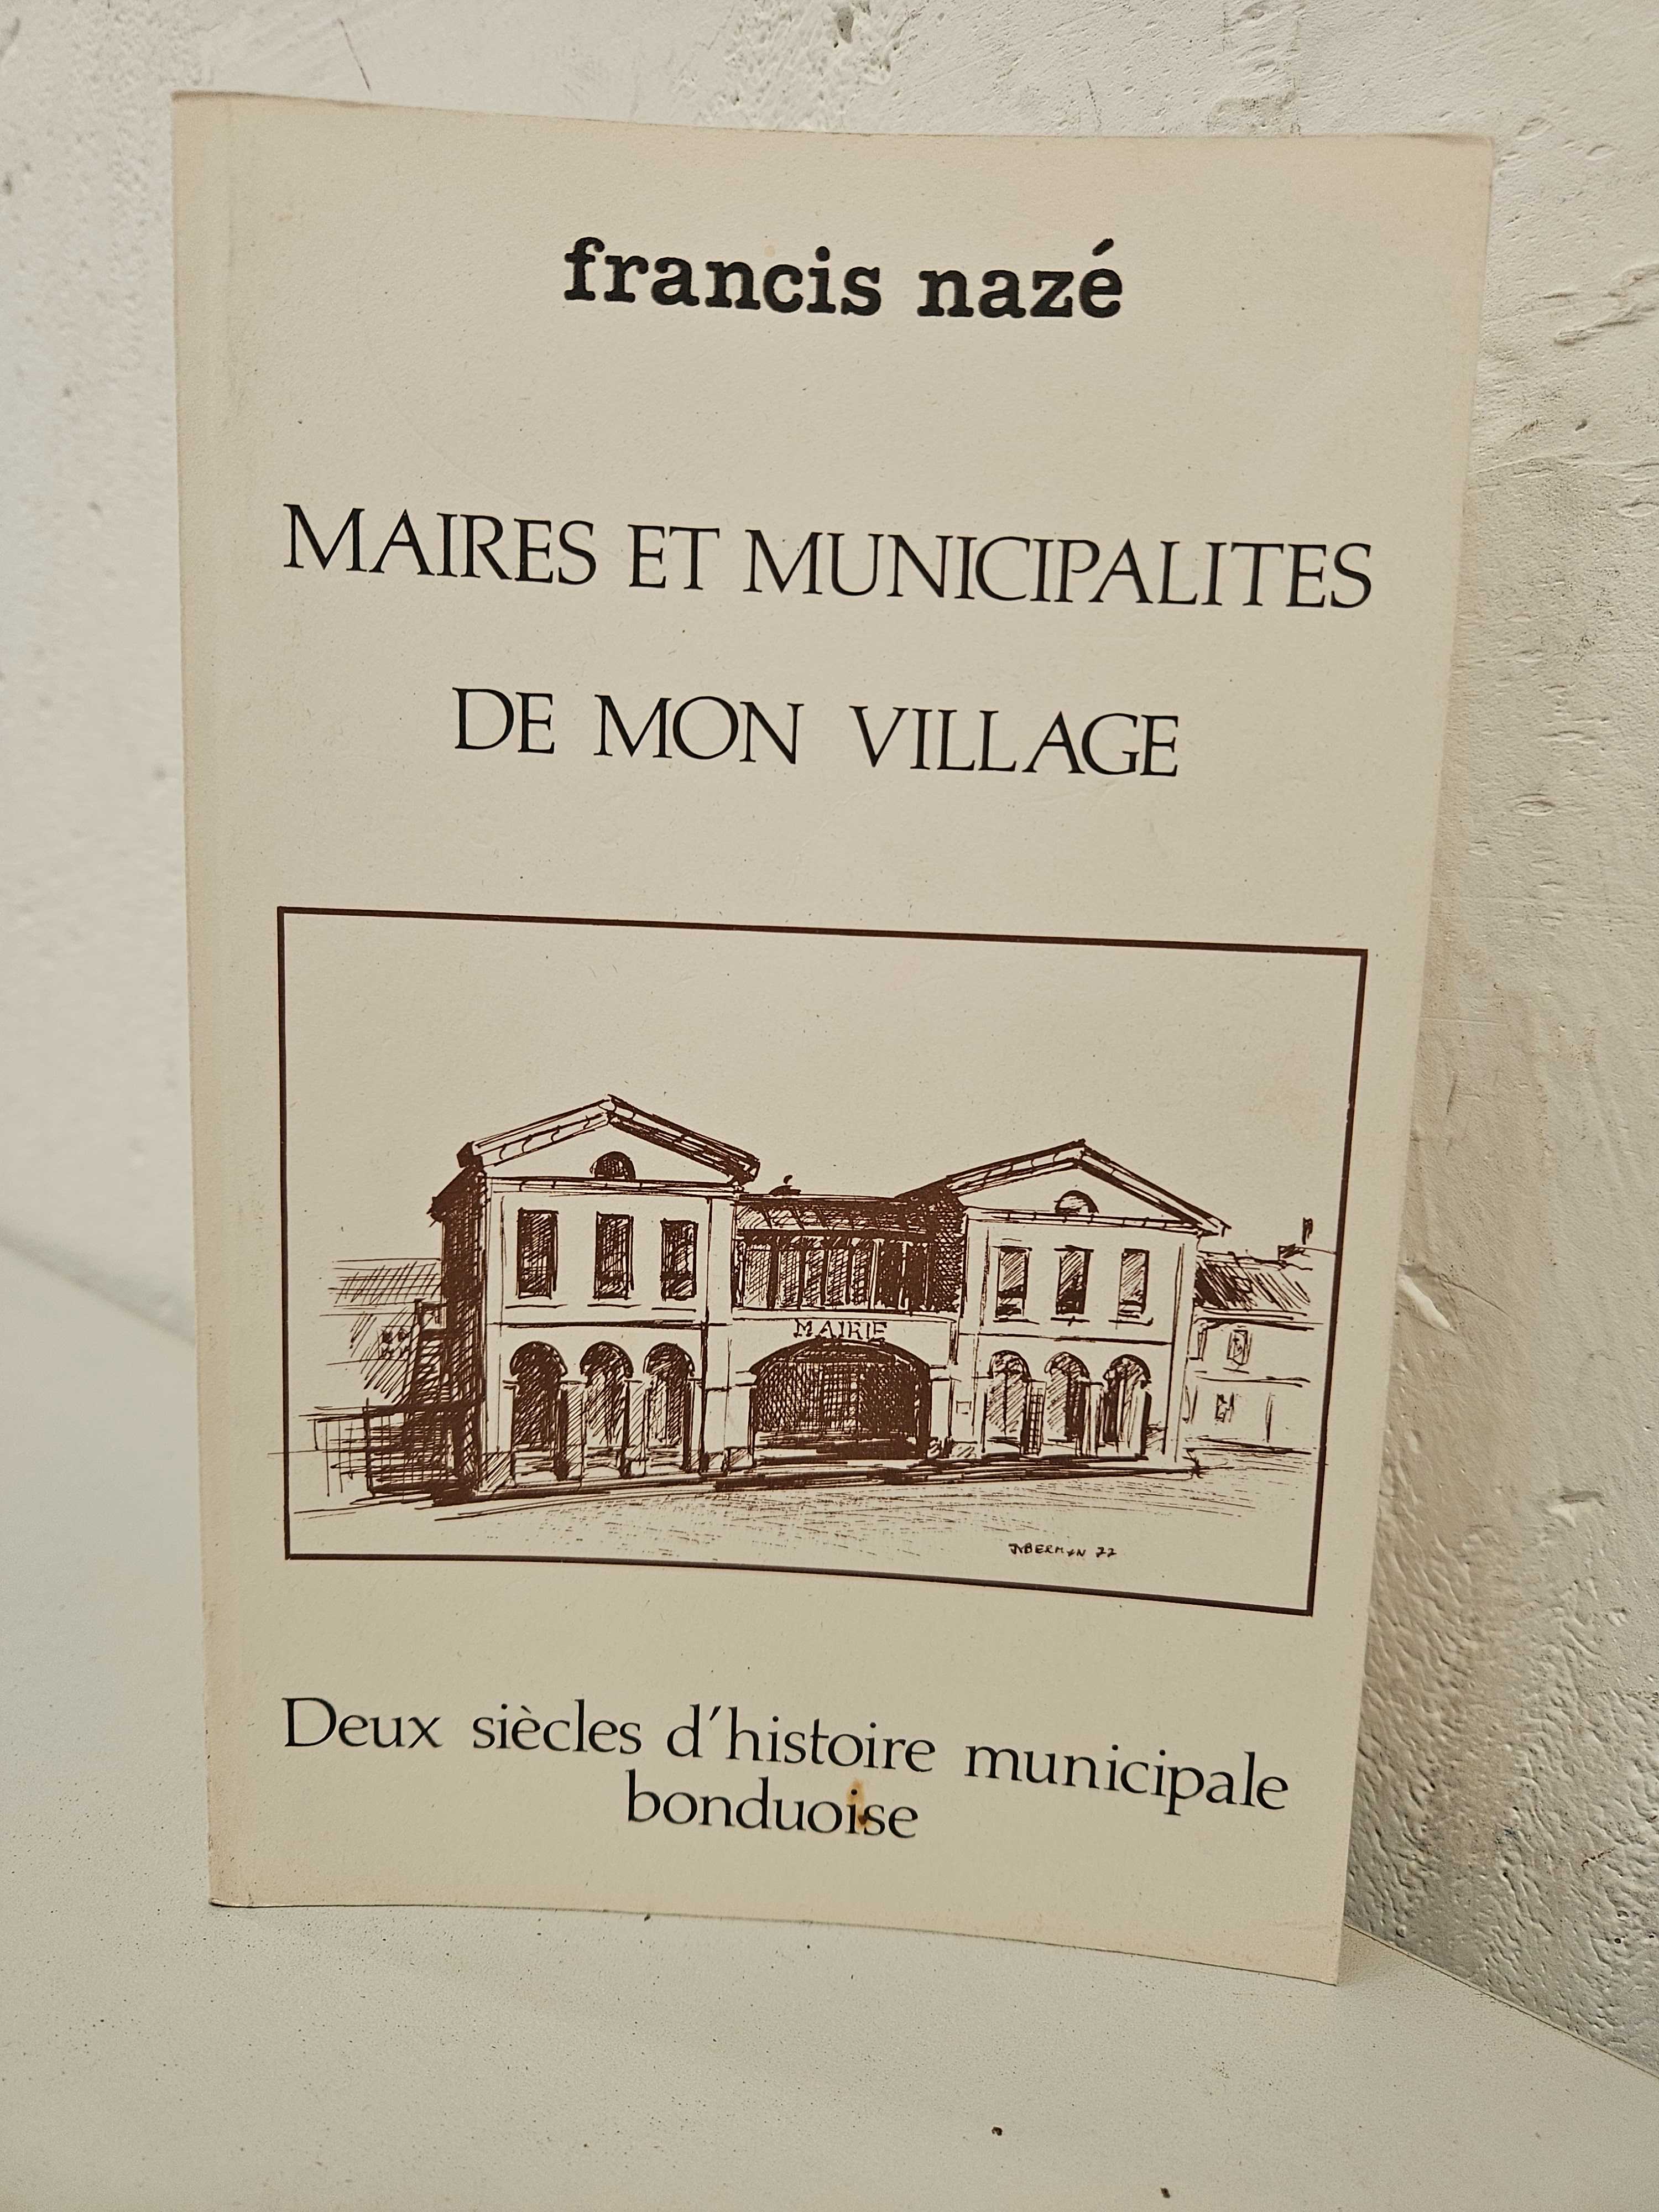 francis nazé
MAIRES ET MUNICIPALITES
DE MON VILLAGE
MAIRIE
Deux siècles d'histoire municipale
bonduoise